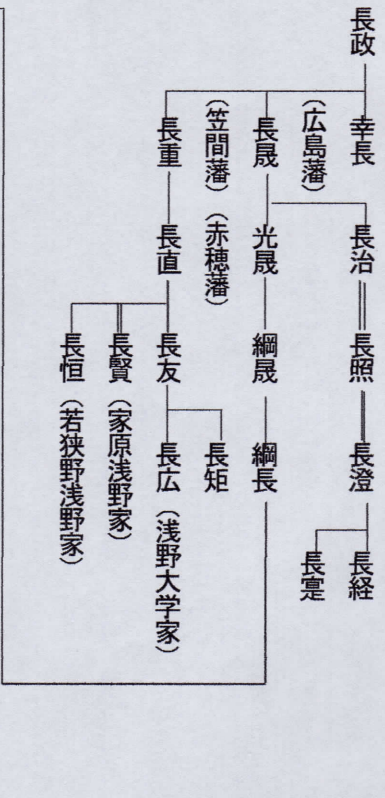 長政
幸長
（広島藩）
長晟
（笠間藩）
（赤穂藩）
長重
長治
光晟
長直
長照
綱晟
長友
長賢（家原浅野家）
長恒（若狭野浅野家）
長澄
綱長
長矩
長広（浅野大学家）
長経
長寔